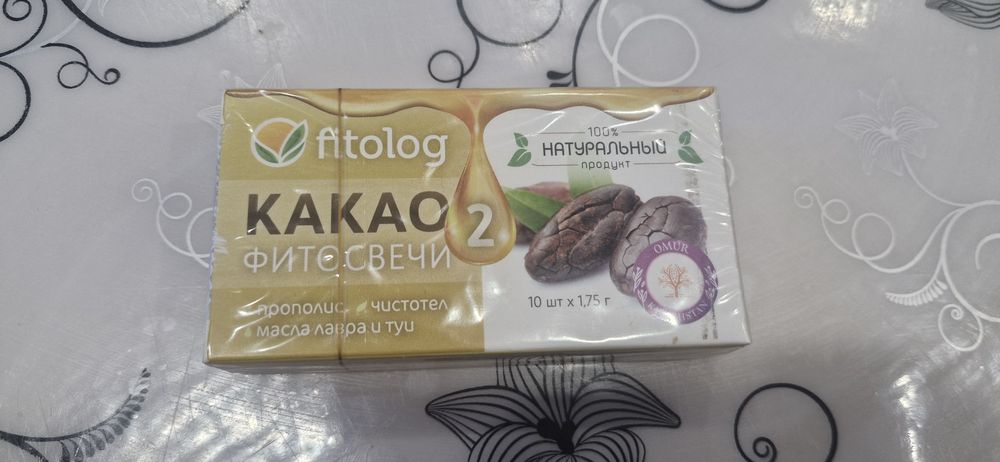 fitolog
КАКАО
2
ФИТОСВЕЧИ
прополис чистотел
масла лавра и туи
100%
НАТУРАЛЬНЫЙ
продукт
10 шт х 1,75 г
OMUR